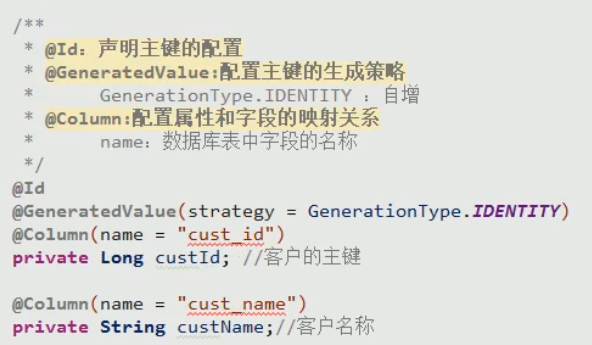 /**
 * @Id：声明主键的配置
 * @GeneratedValue:配置主键的生成策略
 *      GenerationType.IDENTITY ：自增
 * @Column:配置属性和字段的映射关系
 *      name：数据库表中字段的名称
 */
@Id
@GeneratedValue(strategy = GenerationType.IDENTITY)
@Column(name = "cust_id")
private Long custId; //客户的主键
@Column(name = "cust_name")
private String custName;//客户名称